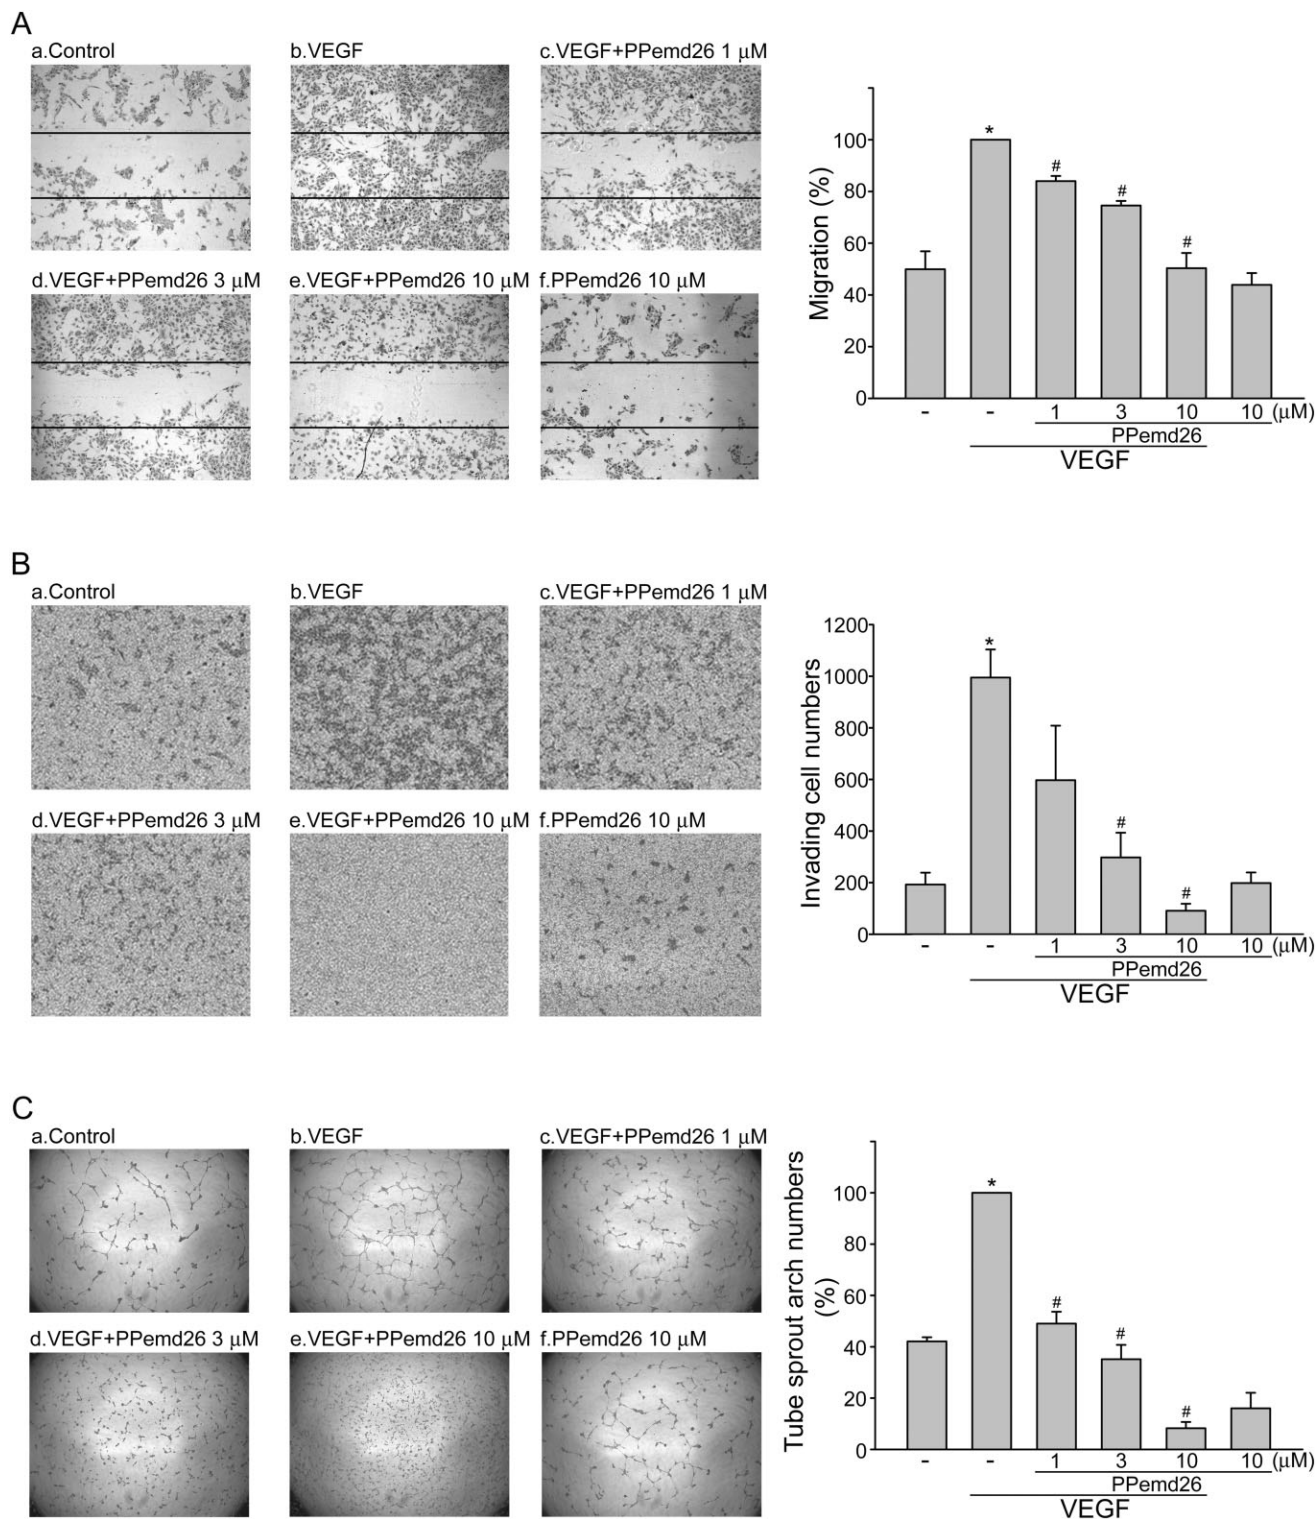 A
a.Control
b.VEGF
c.VEGF+PPemd26 1 μM
d.VEGF+PPemd26 3 μM
e.VEGF+PPemd26 10 μM
f.PPemd26 10 μM
Migration (%)
100
80
60
40
20
0
*
#
#
#
- - 1 3 10 10 (μM)
PPemd26
VEGF
B
a.Control
b.VEGF
c.VEGF+PPemd26 1 μM
d.VEGF+PPemd26 3 μM
e.VEGF+PPemd26 10 μM
f.PPemd26 10 μM
Invading cell numbers
1200
1000
800
600
400
200
0
*
#
#
- - 1 3 10 10 (μM)
PPemd26
VEGF
C
a.Control
b.VEGF
c.VEGF+PPemd26 1 μM
d.VEGF+PPemd26 3 μM
e.VEGF+PPemd26 10 μM
f.PPemd26 10 μM
Tube sprout arch numbers
(%)
100
80
60
40
20
0
*
#
#
#
- - 1 3 10 10 (μM)
PPemd26
VEGF